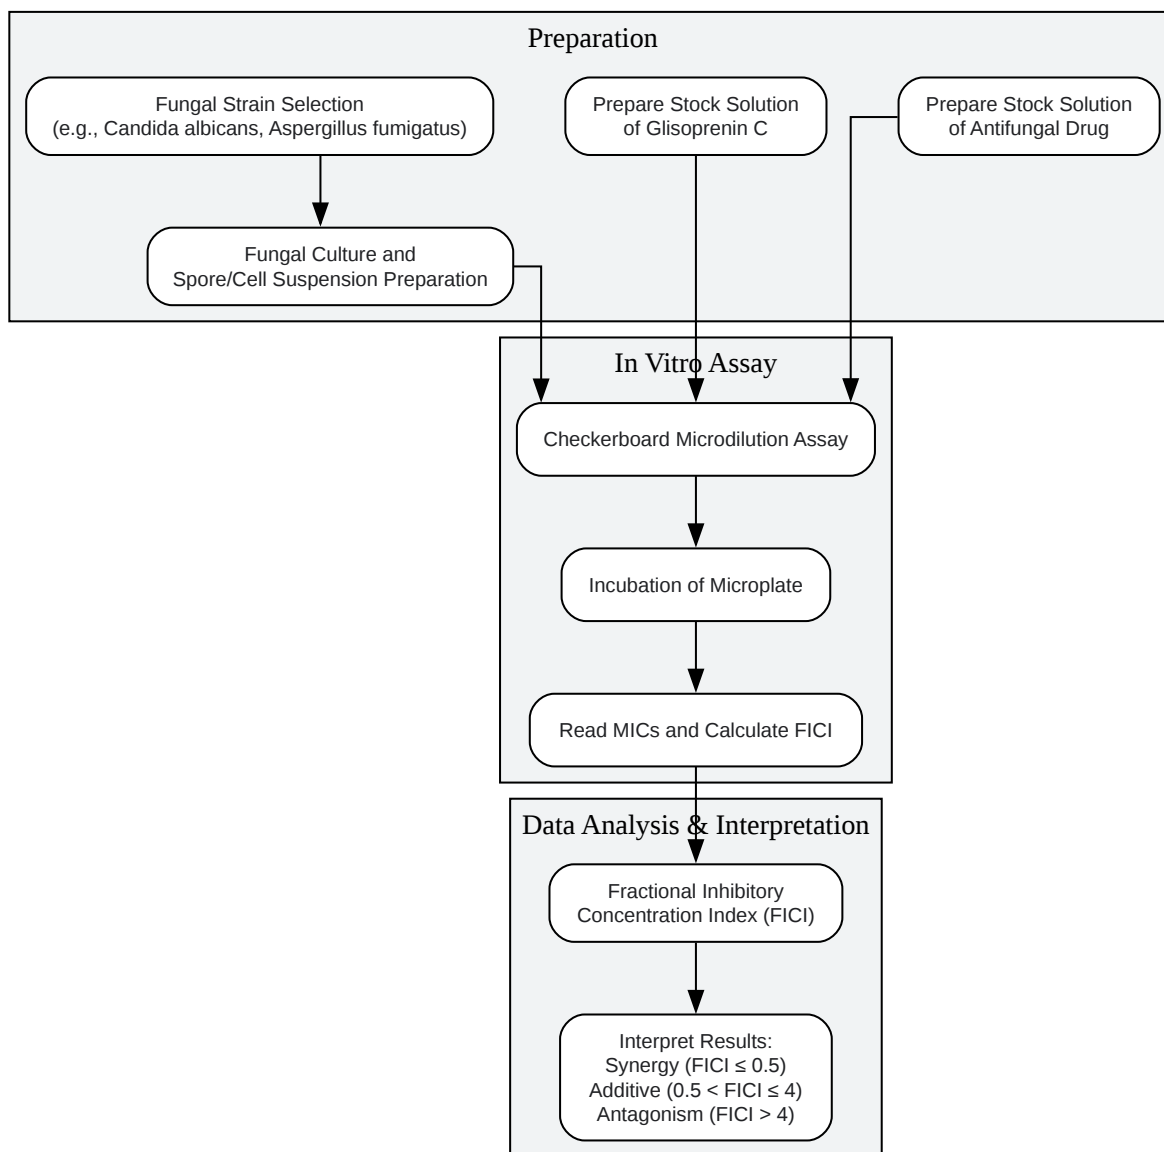 Preparation
Fungal Strain Selection
(e.g., Candida albicans, Aspergillus fumigatus)
Prepare Stock Solution
of Glisoprenin C
Prepare Stock Solution
of Antifungal Drug
Fungal Culture and
Spore/Cell Suspension Preparation
In Vitro Assay
Checkerboard Microdilution Assay
Incubation of Microplate
Read MICs and Calculate FICI
Data Analysis & Interpretation
Fractional Inhibitory
Concentration Index (FICI)
Interpret Results:
Synergy (FICI ≤ 0.5)
Additive (0.5 < FICI ≤ 4)
Antagonism (FICI > 4)